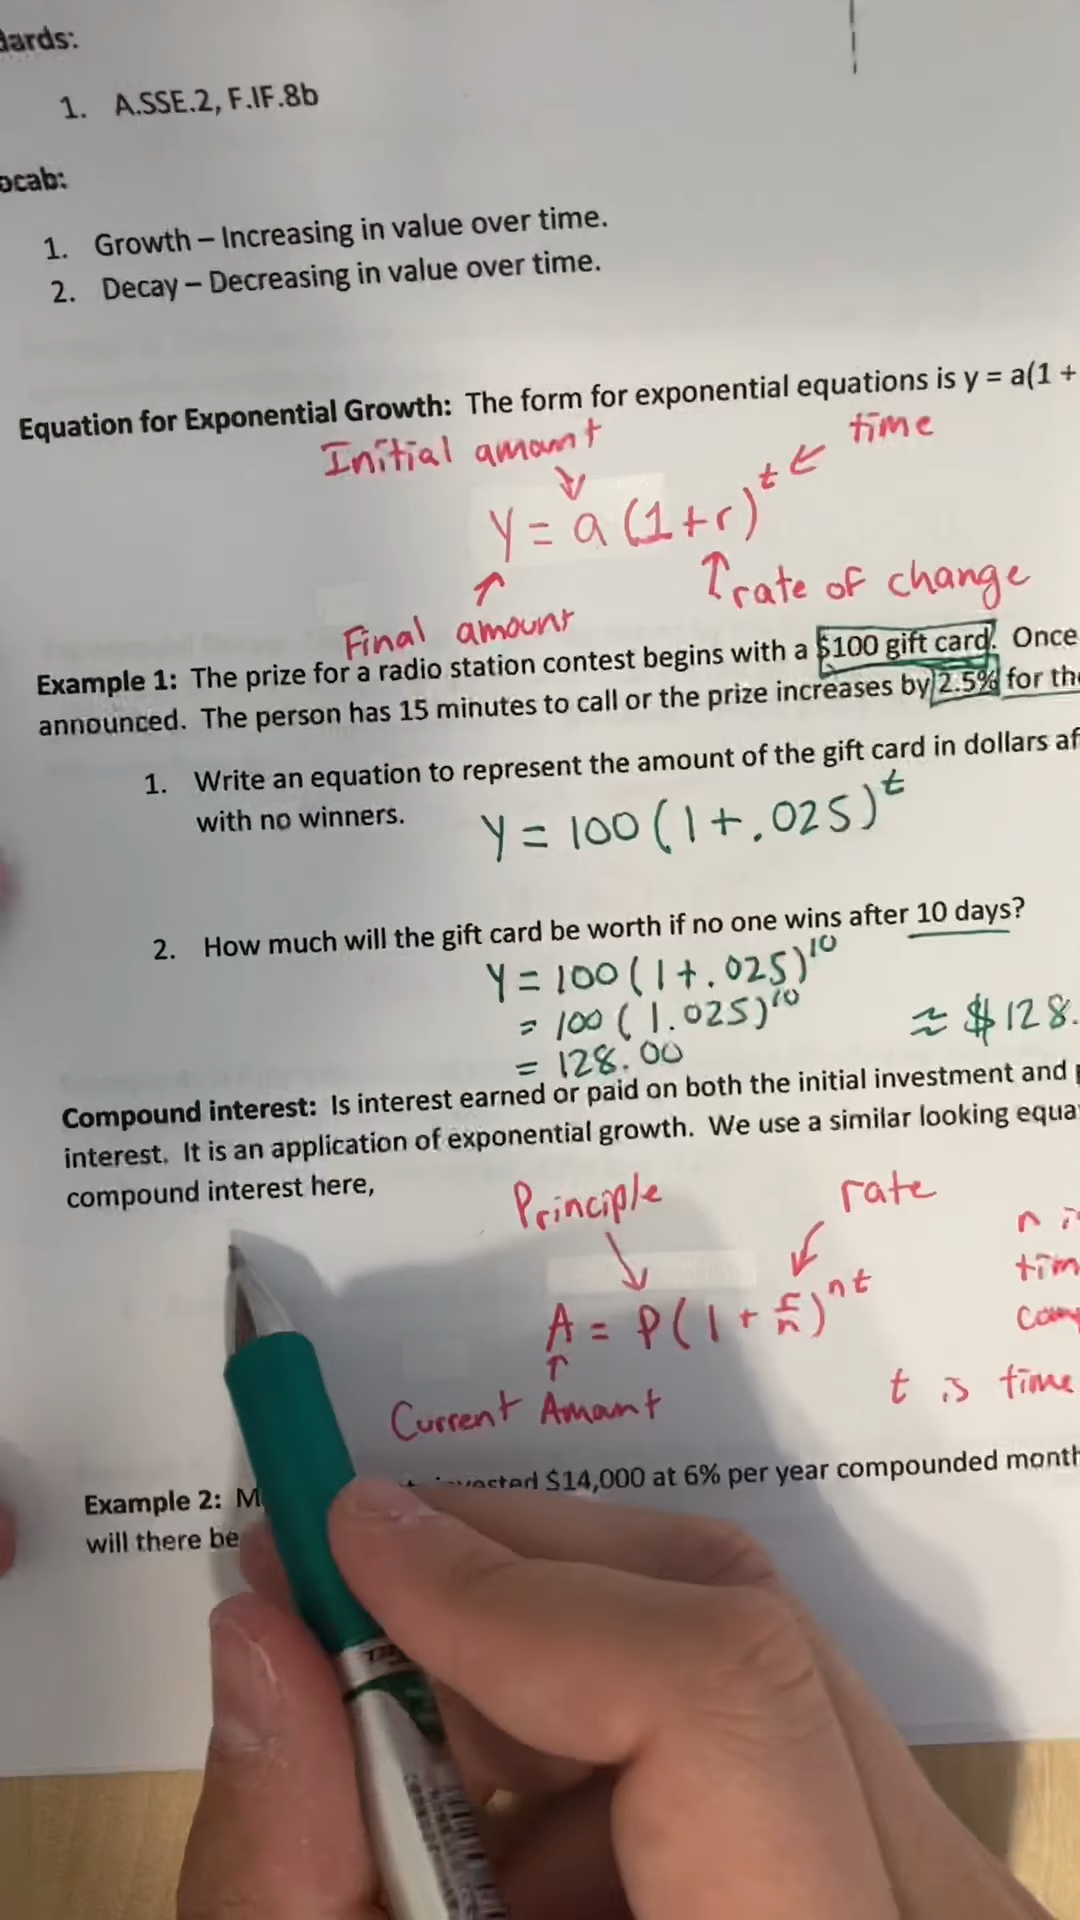 dards:
1. A.SSE.2, F.IF.8b
ocab:
1. Growth – Increasing in value over time.
2. Decay – Decreasing in value over time.
Equation for Exponential Growth: The form for exponential equations is y = a(1 +
Initial amount
time
y = a (1+r)^t
rate of change
Final amount
Example 1: The prize for a radio station contest begins with a $100 gift card. Once
announced. The person has 15 minutes to call or the prize increases by 2.5% for the
1. Write an equation to represent the amount of the gift card in dollars af
with no winners.
y = 100 (1+.025)^t
2. How much will the gift card be worth if no one wins after 10 days?
y = 100 (1+.025)^10
= 100 (1.025)^10
≈ $128.
= 128.00
Compound interest: Is interest earned or paid on both the initial investment and p
interest. It is an application of exponential growth. We use a similar looking equa
compound interest here,
Principle
rate
n i
tim
com
A = P(1 + r/n)^nt
t is time
Current Amount
Example 2: M invested $14,000 at 6% per year compounded month
will there be